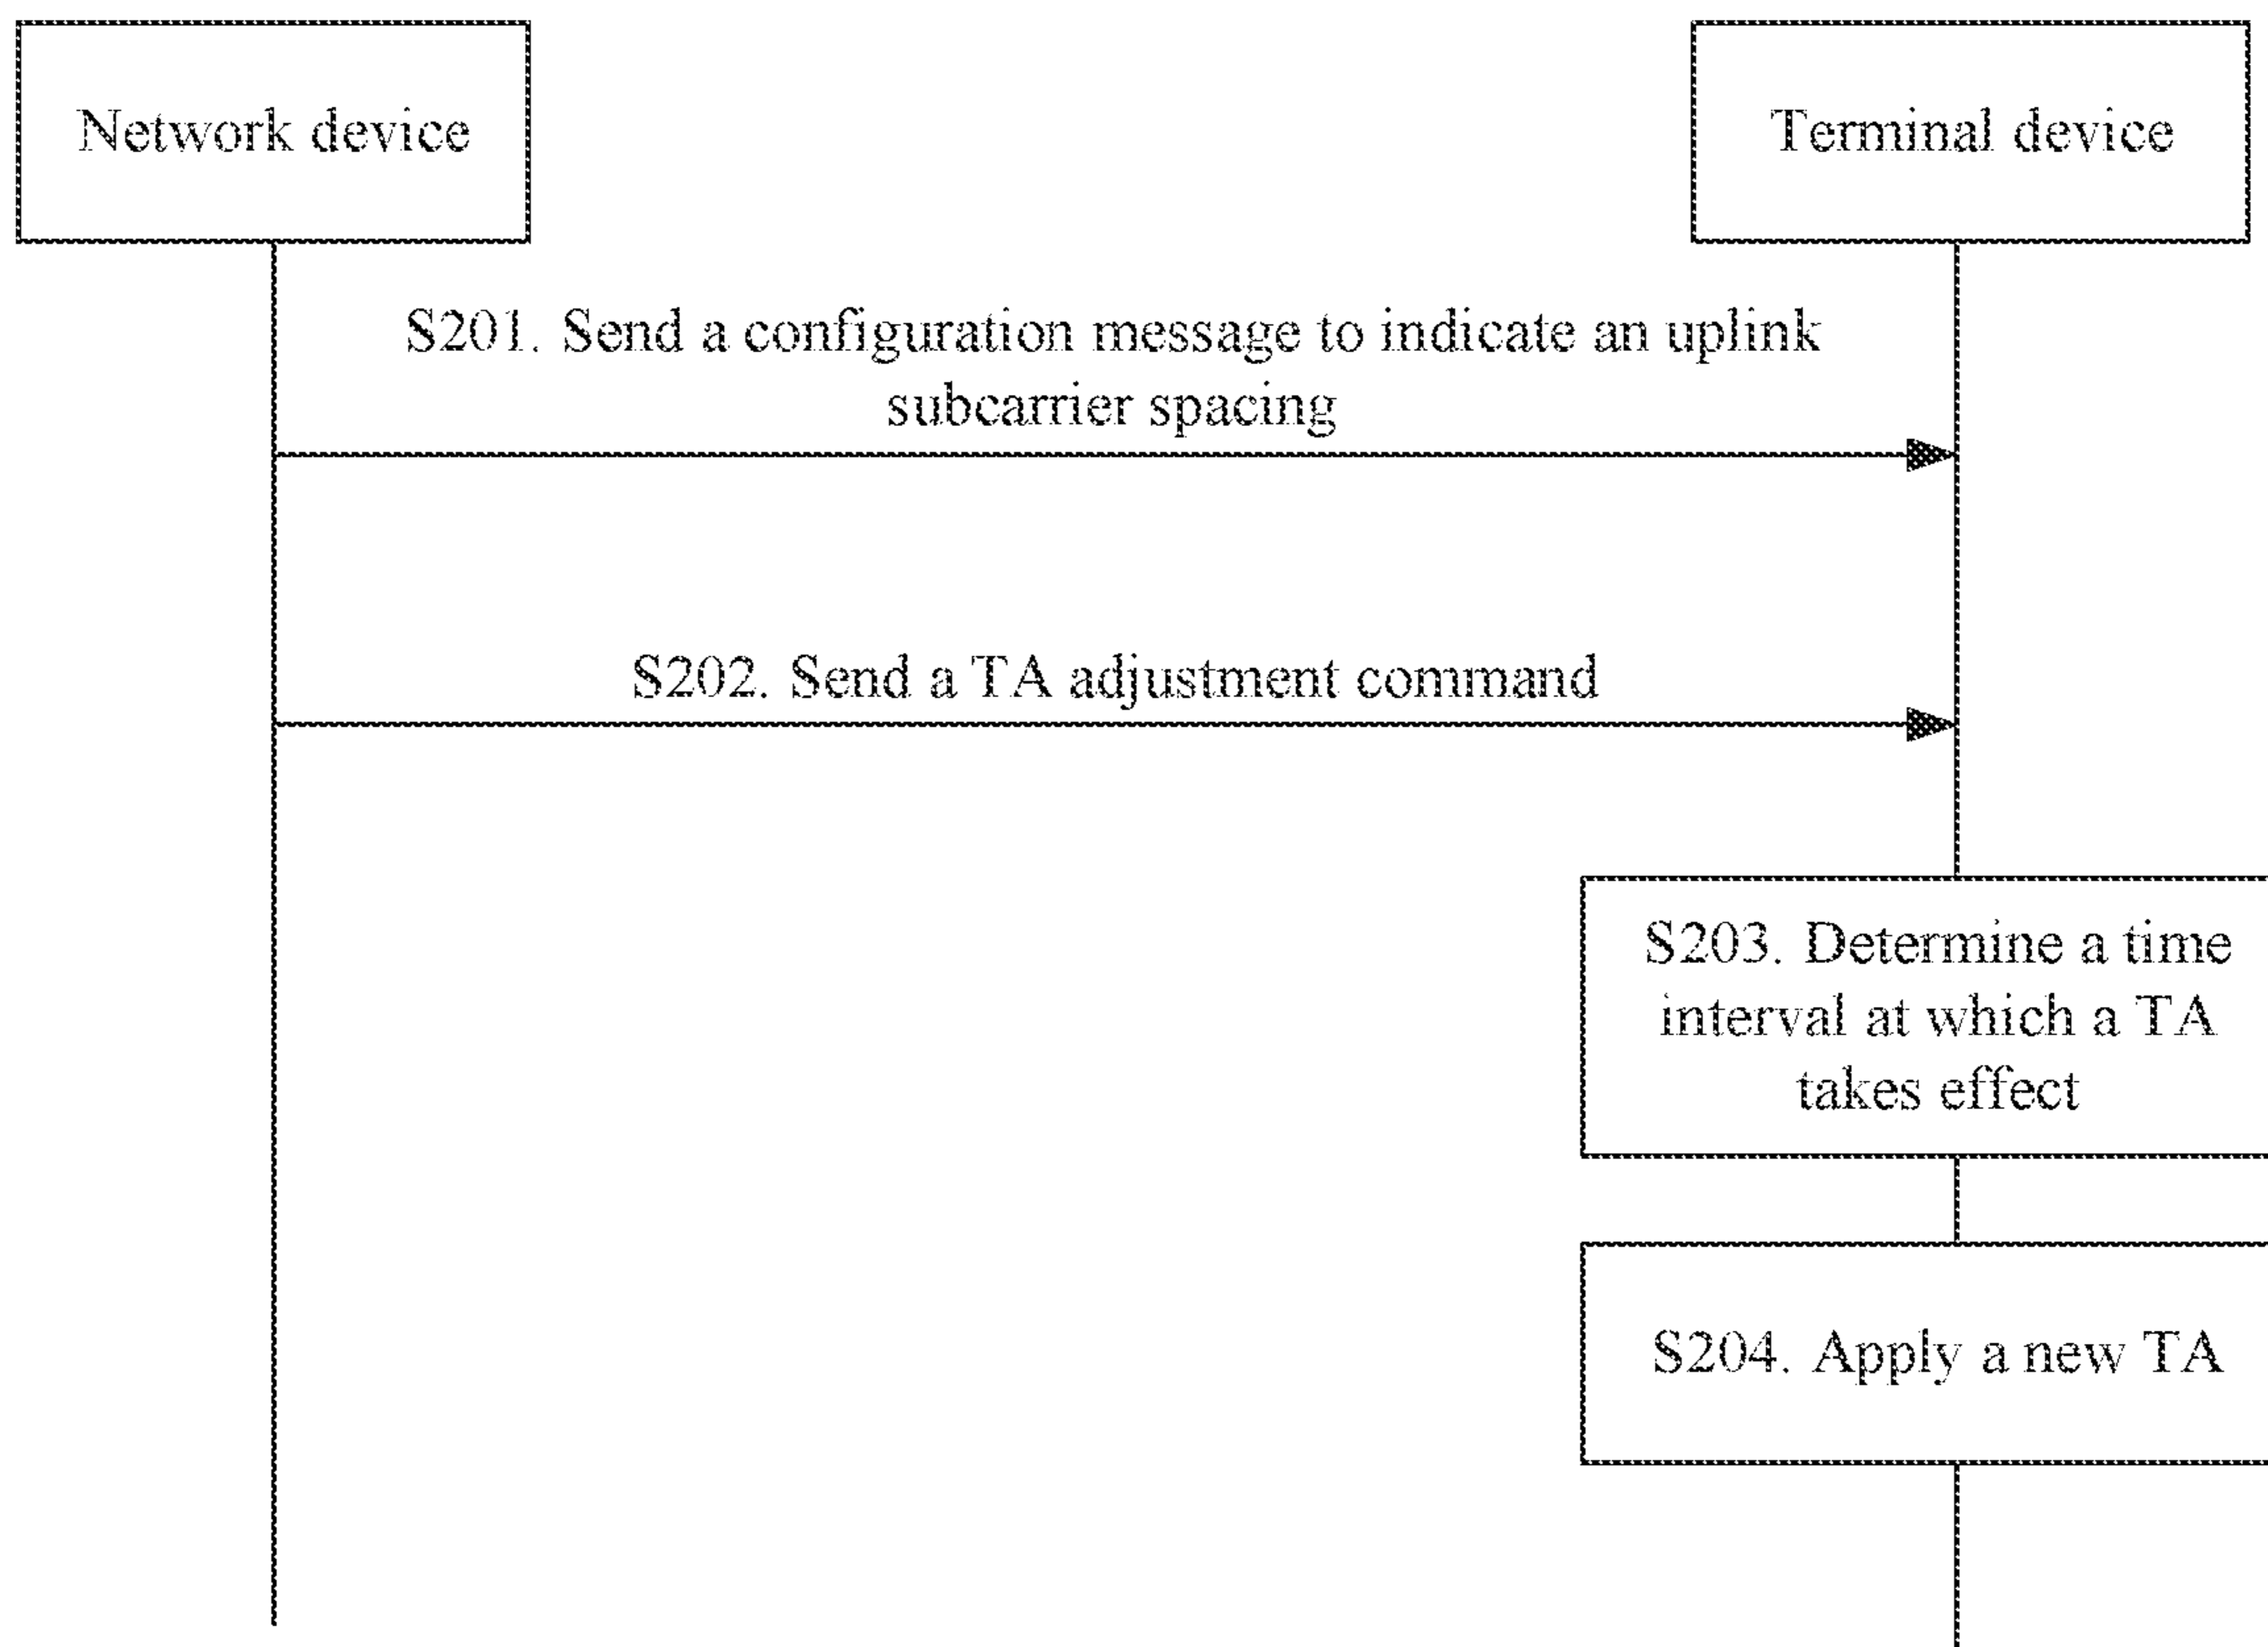 Network device
Terminal device
S201. Send a configuration message to indicate an uplink
subcarrier spacing
S202. Send a TA adjustment command
S203. Determine a time
interval at which a TA
takes effect
S204. Apply a new TA